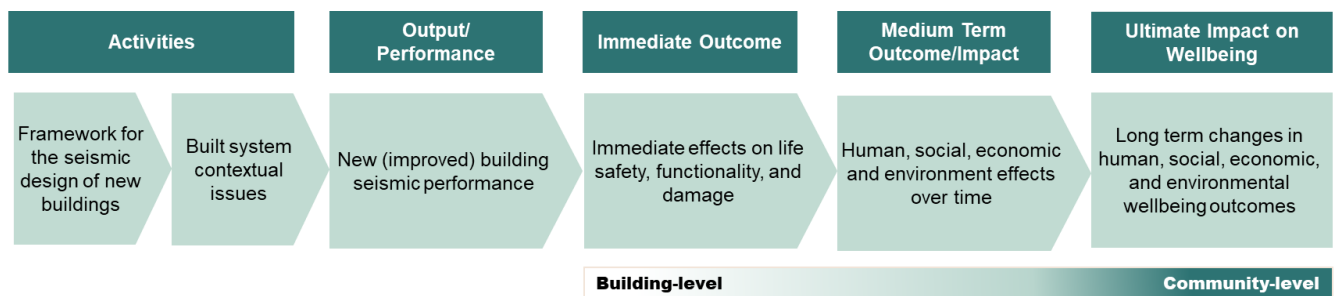 Activities
Output/
Performance
Immediate Outcome
Medium Term
Outcome/Impact
Ultimate Impact on
Wellbeing
Framework for
the seismic
design of new
buildings
Built system
contextual
issues
New (improved) building
seismic performance
Immediate effects on life
safety, functionality, and
damage
Human, social, economic
and environment effects
over time
Long term changes in
human, social, economic,
and environmental
wellbeing outcomes
Building-level
Community-level